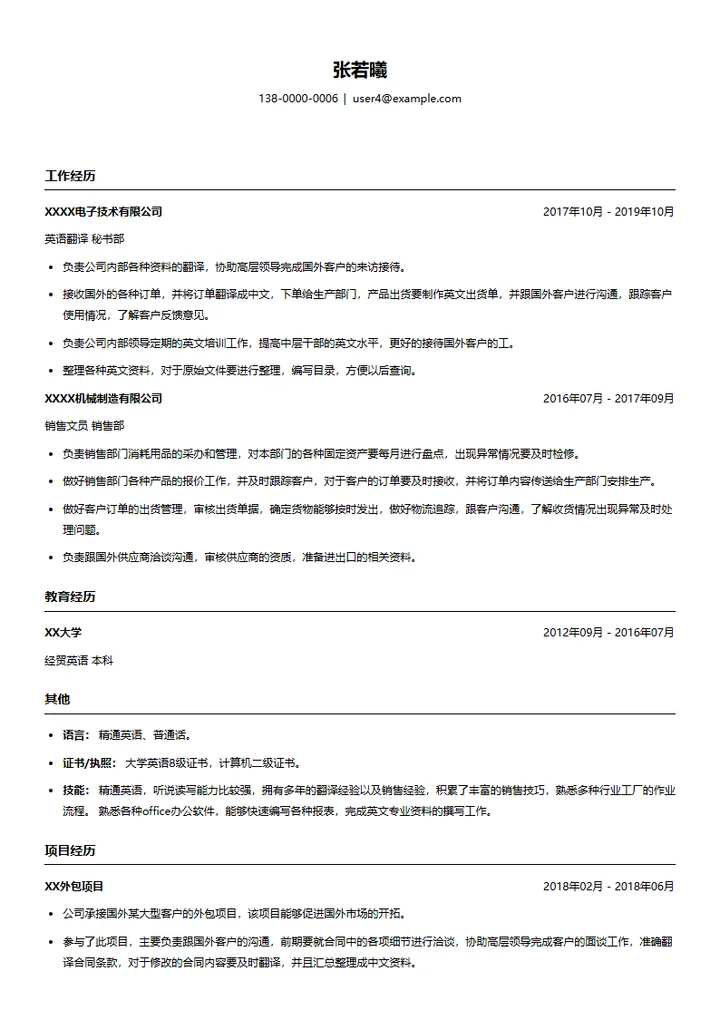 张若曦
138-0000-0006 | user4@example.com
工作经历
XXXX电子技术有限公司 2017年10月 - 2019年10月
英语翻译 秘书部
• 负责公司内部各种资料的翻译，协助高层领导完成国外客户的来访接待。
• 接收国外的各种订单，并将订单翻译成中文，下单给生产部门，产品出货要制作英文出货单，并跟国外客户进行沟通，跟踪客户
使用情况，了解客户反馈意见。
• 负责公司内部领导定期的英文培训工作，提高中层干部的英文水平，更好的接待国外客户的工。
• 整理各种英文资料，对于原始文件要进行整理，编写目录，方便以后查询。
XXXX机械制造有限公司 2016年07月 - 2017年09月
销售文员 销售部
• 负责销售部门消耗用品的采办和管理，对本部门的各种固定资产要每月进行盘点，出现异常情况要及时检修。
• 做好销售部门各种产品的报价工作，并及时跟踪客户，对于客户的订单要及时接收，并将订单内容传送给生产部门安排生产。
• 做好客户订单的出货管理，审核出货单据，确定货物能够按时发出，做好物流追踪，跟客户沟通，了解收货情况出现异常及时处
理问题。
• 负责跟国外供应商洽谈沟通，审核供应商的资质，准备进出口的相关资料。
教育经历
XX大学 2012年09月 - 2016年07月
经贸英语 本科
其他
• 语言： 精通英语、普通话。
• 证书/执照： 大学英语8级证书，计算机二级证书。
• 技能： 精通英语，听说读写能力比较强，拥有多年的翻译经验以及销售经验，积累了丰富的销售技巧，熟悉多种行业工厂的作业
流程。 熟悉各种office办公软件，能够快速编写各种报表，完成英文专业资料的撰写工作。
项目经历
XX外包项目 2018年02月 - 2018年06月
• 公司承接国外某大型客户的外包项目，该项目能够促进国外市场的开拓。
• 参与了此项目，主要负责跟国外客户的沟通，前期要就合同中的各项细节进行洽谈，协助高层领导完成客户的面谈工作，准确翻
译合同条款，对于修改的合同内容要及时翻译，并且汇总整理成中文资料。